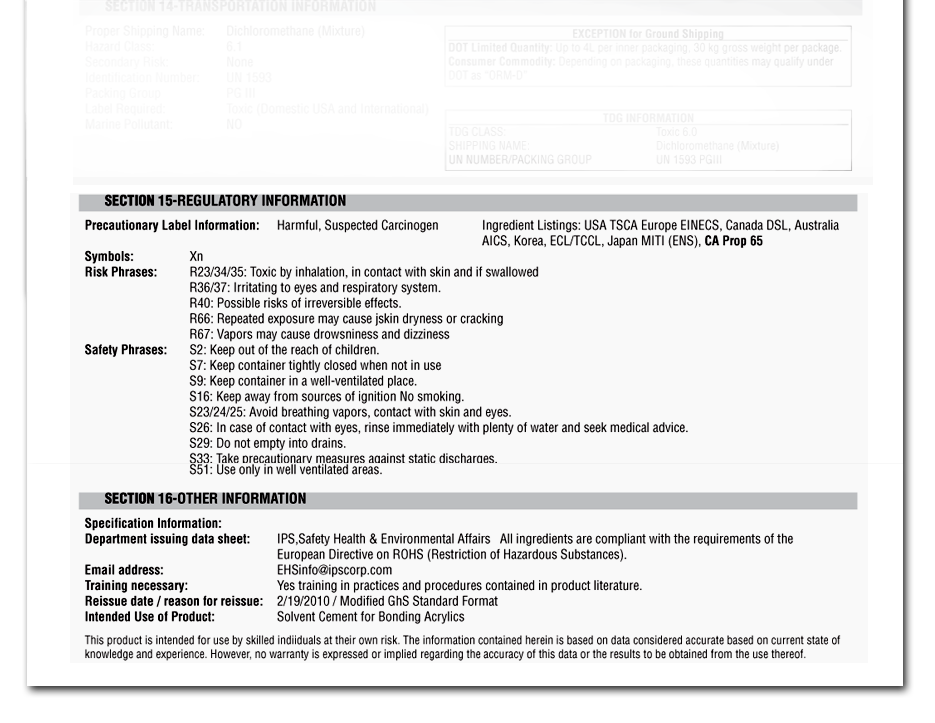 SECTION 14-TRANSPORTATION INFORMATION
Proper Shipping Name: Dichloromethane (Mixture)
Hazard Class: 6.1
Secondary Risk: None
Identification Number: UN 1593
Packing Group: PG III
Label Required: Toxic (Domestic USA and International)
Marine Pollutant: NO
EXCEPTION for Ground Shipping
DOT Limited Quantity: Up to 4L per inner packaging, 30 kg gross weight per package.
Consumer Commodity: Depending on packaging, these quantities may qualify under
DOT as "ORM-D"
TDG INFORMATION
TDG CLASS: Toxic 6.0
SHIPPING NAME: Dichloromethane (Mixture)
UN NUMBER/PACKING GROUP UN 1593 PGIII
SECTION 15-REGULATORY INFORMATION
Precautionary Label Information: Harmful, Suspected Carcinogen
Ingredient Listings: USA TSCA Europe EINECS, Canada DSL, Australia
AICS, Korea, ECL/TCCL, Japan MITI (ENS), CA Prop 65
Symbols: Xn
Risk Phrases: R23/34/35: Toxic by inhalation, in contact with skin and if swallowed
R36/37: Irritating to eyes and respiratory system.
R40: Possible risks of irreversible effects.
R66: Repeated exposure may cause jskin dryness or cracking
R67: Vapors may cause drowsniness and dizziness
Safety Phrases: S2: Keep out of the reach of children.
S7: Keep container tightly closed when not in use
S9: Keep container in a well-ventilated place.
S16: Keep away from sources of ignition No smoking.
S23/24/25: Avoid breathing vapors, contact with skin and eyes.
S26: In case of contact with eyes, rinse immediately with plenty of water and seek medical advice.
S29: Do not empty into drains.
S33: Take precautionary measures against static discharges.
S51: Use only in well ventilated areas.
SECTION 16-OTHER INFORMATION
Specification Information:
Department issuing data sheet: IPS,Safety Health & Environmental Affairs All ingredients are compliant with the requirements of the
European Directive on ROHS (Restriction of Hazardous Substances).
Email address: EHSinfo@ipscorp.com
Training necessary: Yes training in practices and procedures contained in product literature.
Reissue date / reason for reissue: 2/19/2010 / Modified GhS Standard Format
Intended Use of Product: Solvent Cement for Bonding Acrylics
This product is intended for use by skilled indiiduals at their own risk. The information contained herein is based on data considered accurate based on current state of
knowledge and experience. However, no warranty is expressed or implied regarding the accuracy of this data or the results to be obtained from the use thereof.